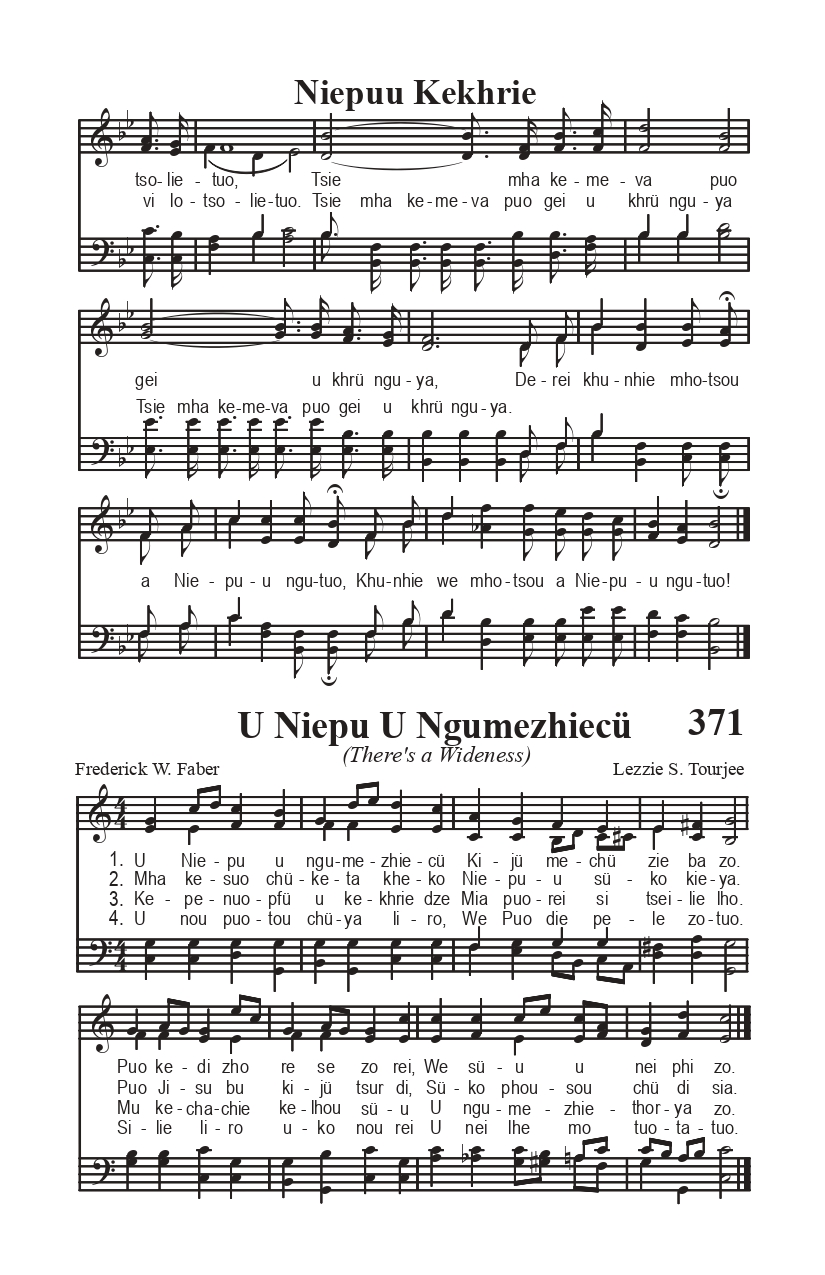 Niepuu Kekhrie
tso- lie - tuo, Tsie mha ke - me - va puo
vi lo - tso - lie-tuo. Tsie mha ke-me-va puo gei u khrü ngu-ya
gei u khrü ngu - ya, De - rei khu - nhie mho-tsou
Tsie mha ke-me-va puo gei u khrü ngu-ya.
a Nie - pu - u ngu-tuo, Khu-nhie we mho-tsou a Nie-pu - u ngu-tuo!
U Niepu U Ngumezhiecü 371
(There's a Wideness)
Frederick W. Faber Lezzie S. Tourjee
1. U Nie - pu u ngu-me-zhie-cü Ki - jü me-chü zie ba zo.
2. Mha ke - suo chü - ke - ta khe-ko Nie - pu - u sü - ko kie-ya.
3. Ke - pe - nuo-pfü u ke-khrie dze Mia puo-rei si tsei-lie lho.
4. U nou puo-tou chü-ya li - ro, We Puo die pe - le zo-tuo.
Puo ke - di zho re se zo rei, We sü - u u nei phi zo.
Puo Ji - su bu ki - jü tsur di, Sü - ko phou - sou chü di sia.
Mu ke-cha-chie ke-lhou sü-u U ngu-me-zhie-thor-ya zo.
Si - lie li - ro u - ko nou rei U nei lhe mo tuo-ta-tuo.